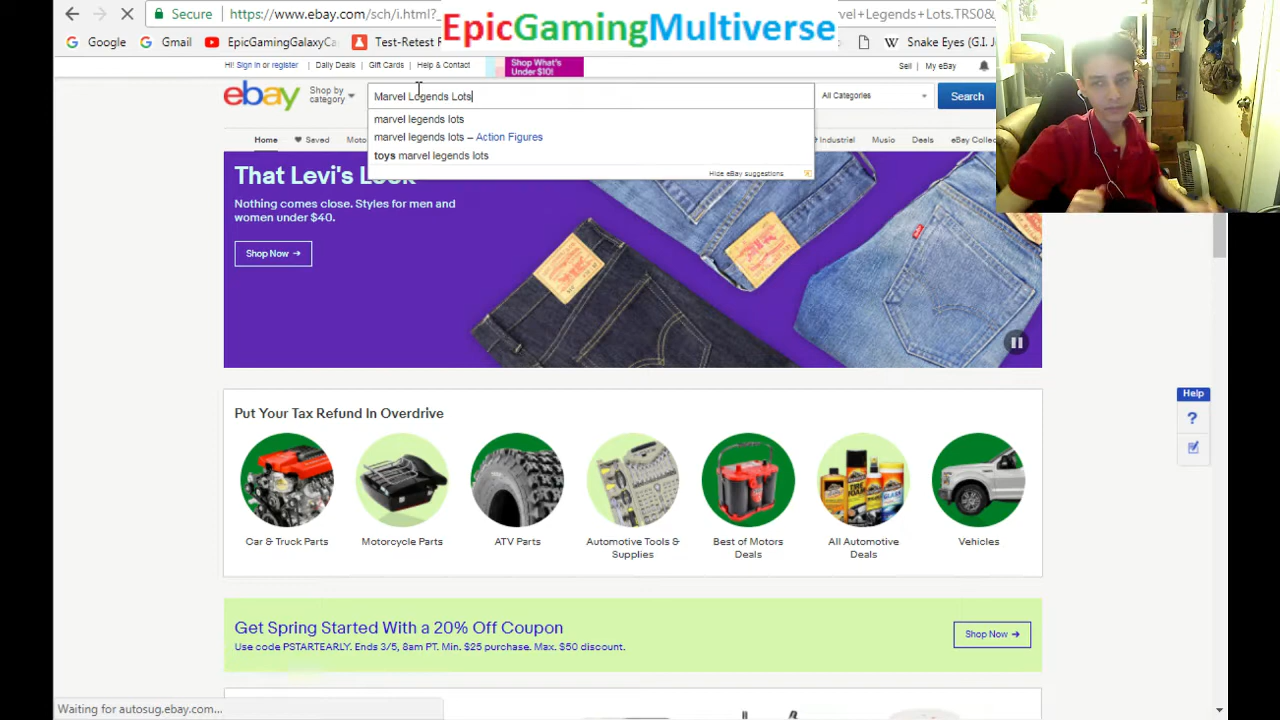 Secure
https://www.ebay.com/sch/i.html?_
vel+Legends+Lots.TRS0&_
EpicGamingMultiverse
Google
Gmail
EpicGamingGalaxyCa
Test-Retest R
Snake Eyes (G.I. J
Hi! Sign in or register
Daily Deals
Gift Cards
Help & Contact
Shop What's
Under $10!
Sell
My eBay
ebay
Shop by
category
Marvel Legends Lots
All Categories
Search
marvel legends lots
marvel legends lots – Action Figures
toys marvel legends lots
Hide eBay suggestions
Home
Saved
Moto
Industrial
Music
Deals
eBay Collec
That Levi's Look
Nothing comes close. Styles for men and
women under $40.
Shop Now →
Help
?
Put Your Tax Refund In Overdrive
Car & Truck Parts
Motorcycle Parts
ATV Parts
Automotive Tools &
Supplies
Best of Motors
Deals
All Automotive
Deals
Vehicles
Get Spring Started With a 20% Off Coupon
Use code PSTARTEARLY. Ends 3/5, 8am PT. Min. $25 purchase. Max. $50 discount.
Shop Now →
Waiting for autosug.ebay.com...